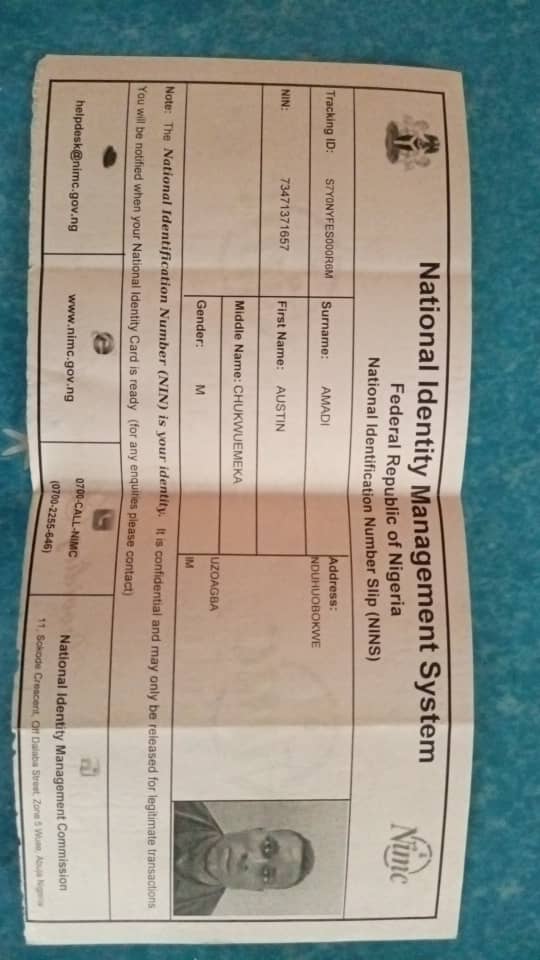 National Identity Management System
Federal Republic of Nigeria
National Identification Number Slip (NINS)
Nimc
Tracking ID: S7Y0NYFES000R6M
Surname: AMADI
Address:
NDUHUOBOKWE
NIN: 73471371657
First Name: AUSTIN
Middle Name: CHUKWUEMEKA
UZOAGBA
Gender: M
IM
Note: The National Identification Number (NIN) is your identity. It is confidential and may only be released for legitimate transactions
You will be notified when your National Identity Card is ready (for any enquiries please contact)
helpdesk@nimc.gov.ng
www.nimc.gov.ng
0700-CALL-NIMC
(0700-2255-646)
National Identity Management Commission
11, Sokode Crescent, Off Dalaba Street, Zone 5 Wuse, Abuja Nigeria